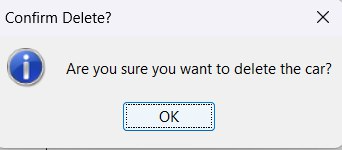 Confirm Delete?
Are you sure you want to delete the car?
OK